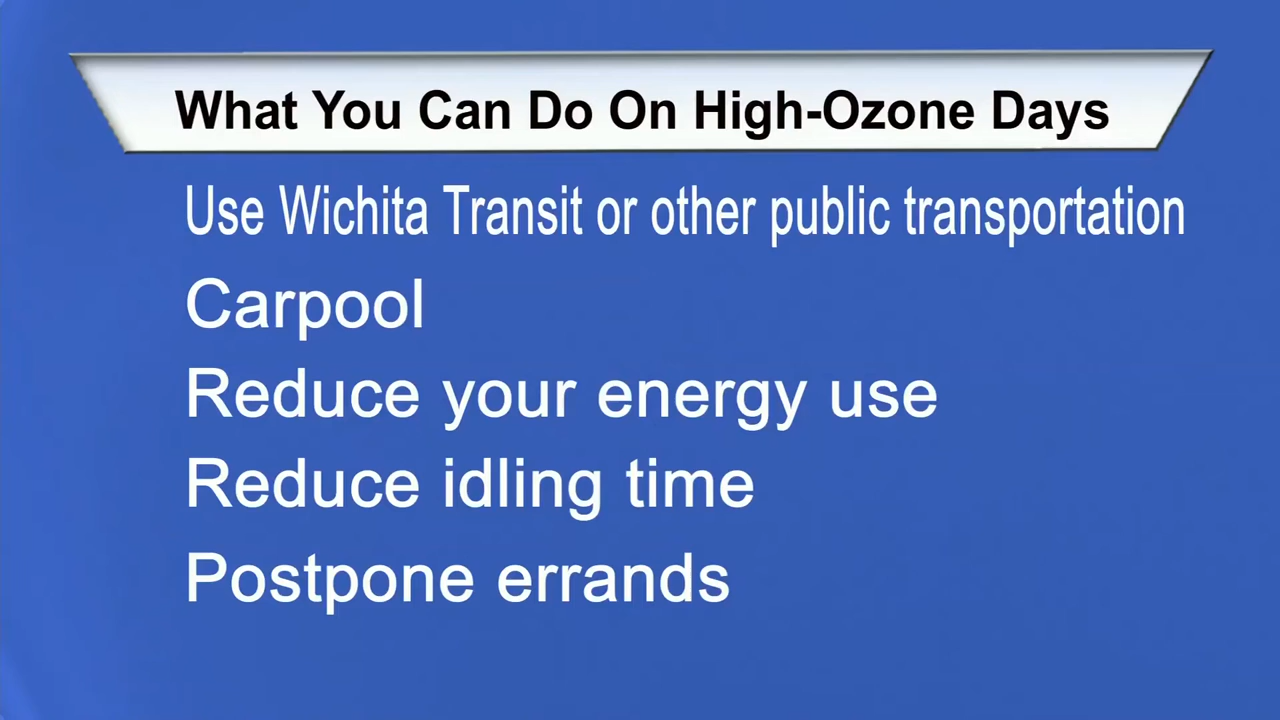 What You Can Do On High-Ozone Days
Use Wichita Transit or other public transportation
Carpool
Reduce your energy use
Reduce idling time
Postpone errands